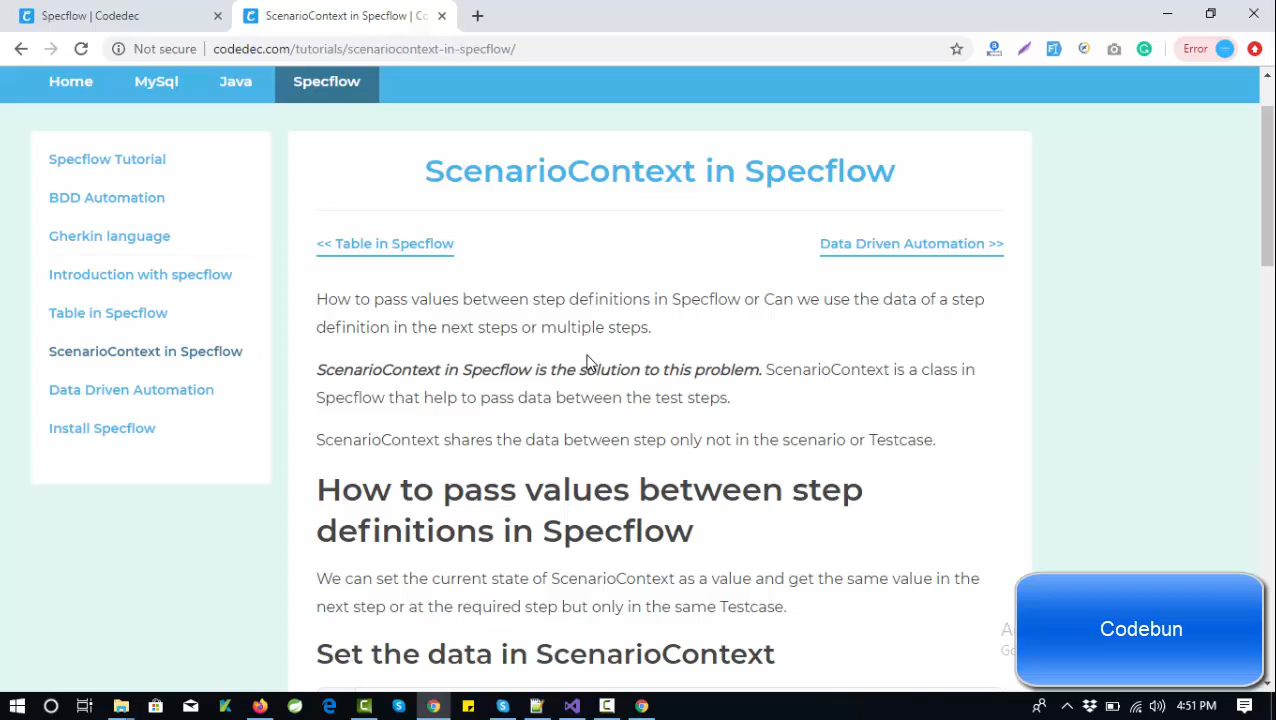 Specflow | Codedec
ScenarioContext in Specflow | Co
Not secure codedec.com/tutorials/scenariocontext-in-specflow/
Error
Home MySql Java Specflow
Specflow Tutorial
BDD Automation
Gherkin language
Introduction with specflow
Table in Specflow
ScenarioContext in Specflow
Data Driven Automation
Install Specflow
ScenarioContext in Specflow
<< Table in Specflow Data Driven Automation >>
How to pass values between step definitions in Specflow or Can we use the data of a step
definition in the next steps or multiple steps.
ScenarioContext in Specflow is the solution to this problem. ScenarioContext is a class in
Specflow that help to pass data between the test steps.
ScenarioContext shares the data between step only not in the scenario or Testcase.
How to pass values between step
definitions in Specflow
We can set the current state of ScenarioContext as a value and get the same value in the
next step or at the required step but only in the same Testcase.
Set the data in ScenarioContext
Codebun
4:51 PM